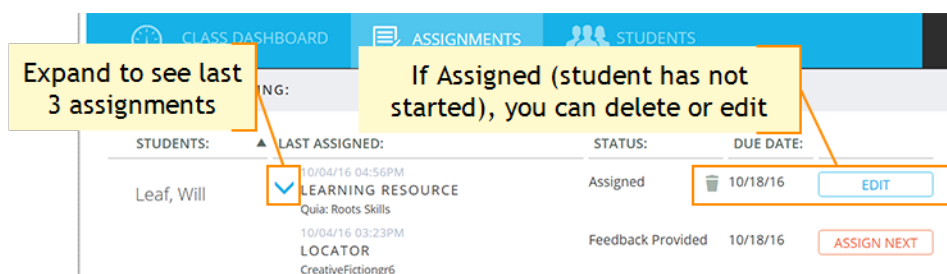 CLASS DASHBOARD
ASSIGNMENTS
STUDENTS
Expand to see last
3 assignments
NG:
If Assigned (student has not
started), you can delete or edit
STUDENTS: ▲ LAST ASSIGNED: STATUS: DUE DATE:
10/04/16 04:56PM
Leaf, Will LEARNING RESOURCE Assigned 10/18/16 EDIT
Quia: Roots Skills
10/04/16 03:23PM
LOCATOR Feedback Provided 10/18/16 ASSIGN NEXT
CreativeFictiongr6